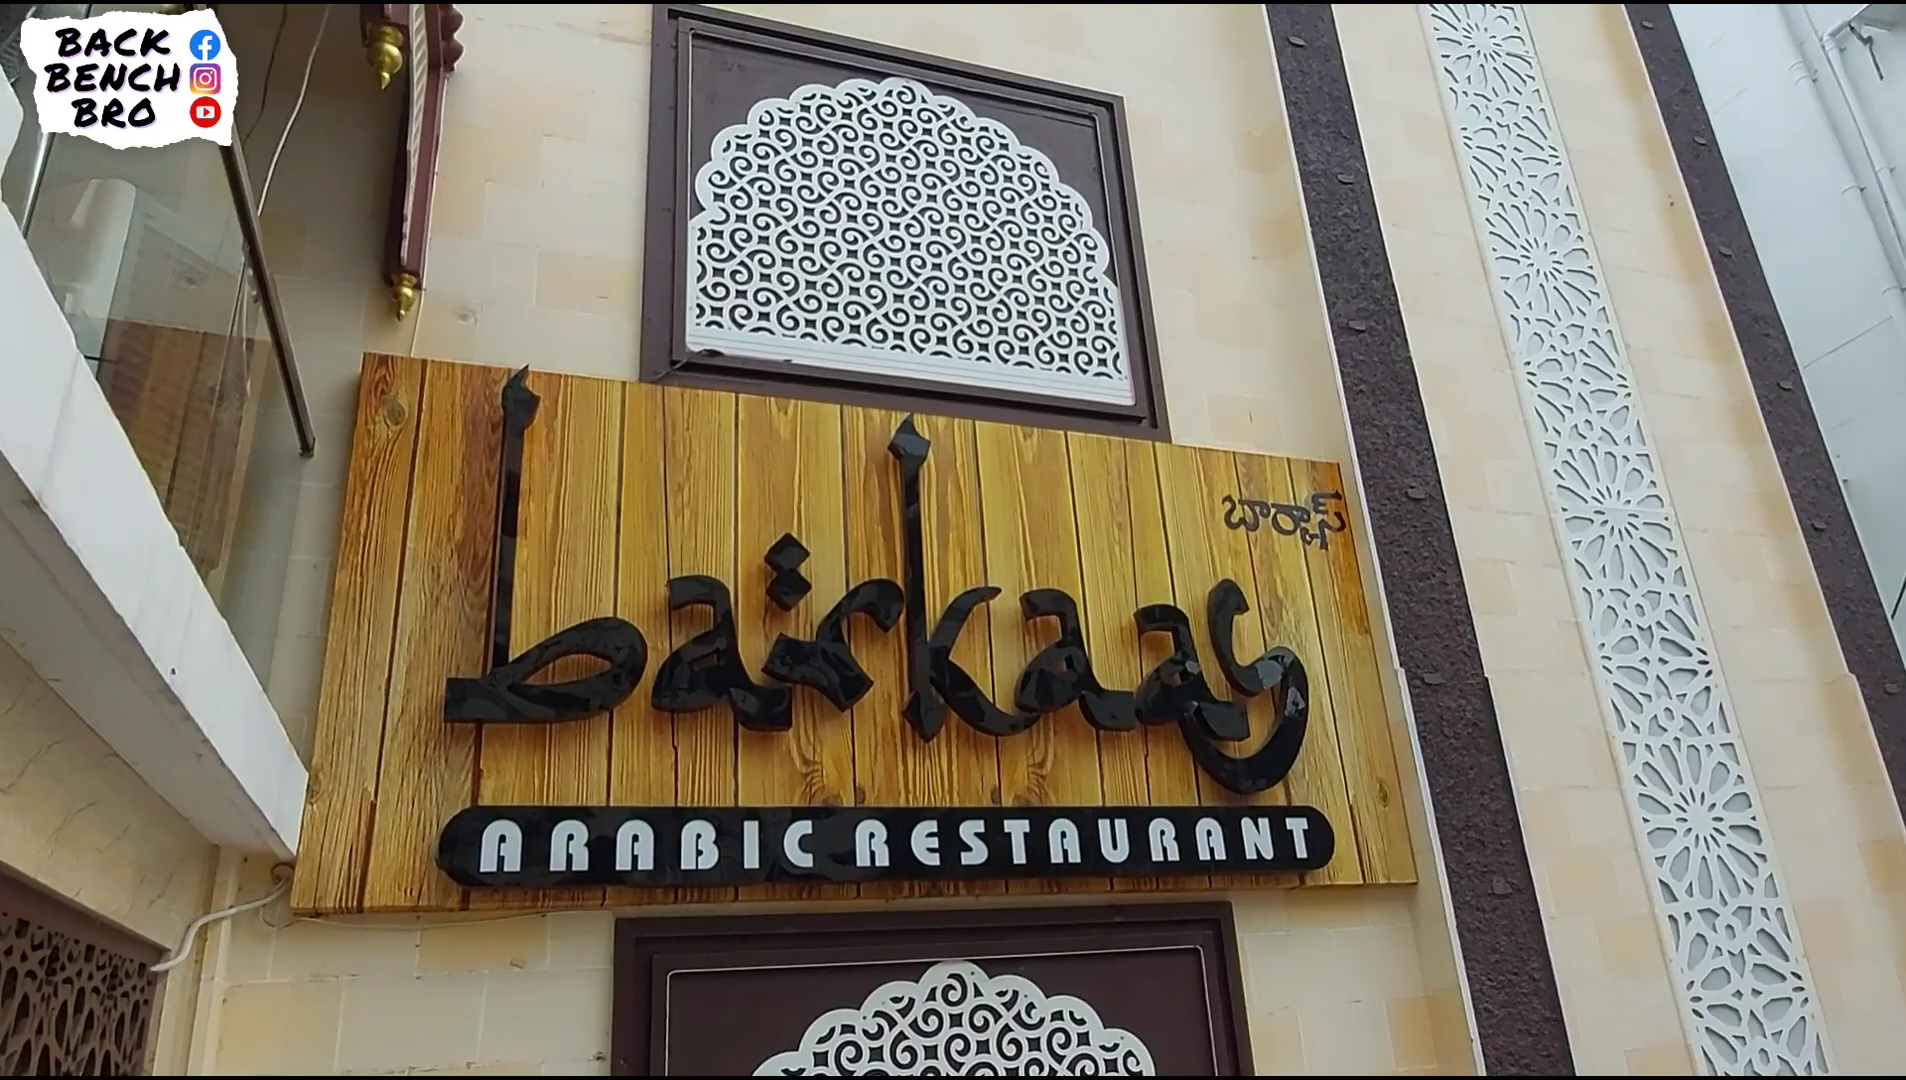 BACK
BENCH
BRO
బార్కాస్
barkaas
ARABIC RESTAURANT